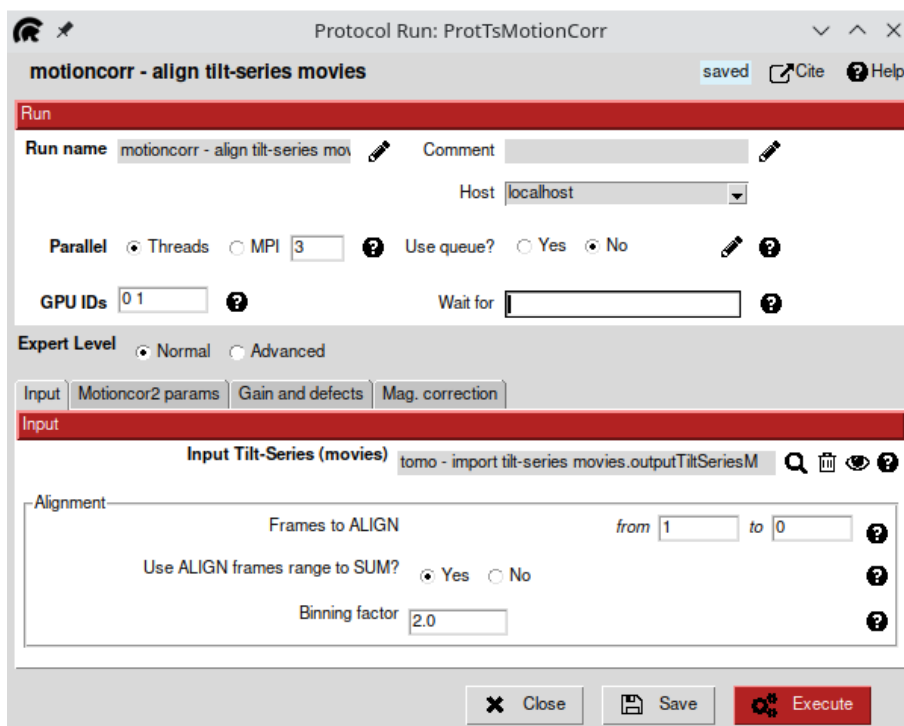 Protocol Run: ProtTsMotionCorr
motioncorr - align tilt-series movies saved Cite Help
Run
Run name motioncorr - align tilt-series mov Comment
Host localhost
Parallel Threads MPI 3 Use queue? Yes No
GPU IDs 0 1 Wait for
Expert Level Normal Advanced
Input Motioncor2 params Gain and defects Mag. correction
Input
Input Tilt-Series (movies) tomo - import tilt-series movies.outputTiltSeriesM
Alignment
Frames to ALIGN from 1 to 0
Use ALIGN frames range to SUM? Yes No
Binning factor 2.0
Close Save Execute